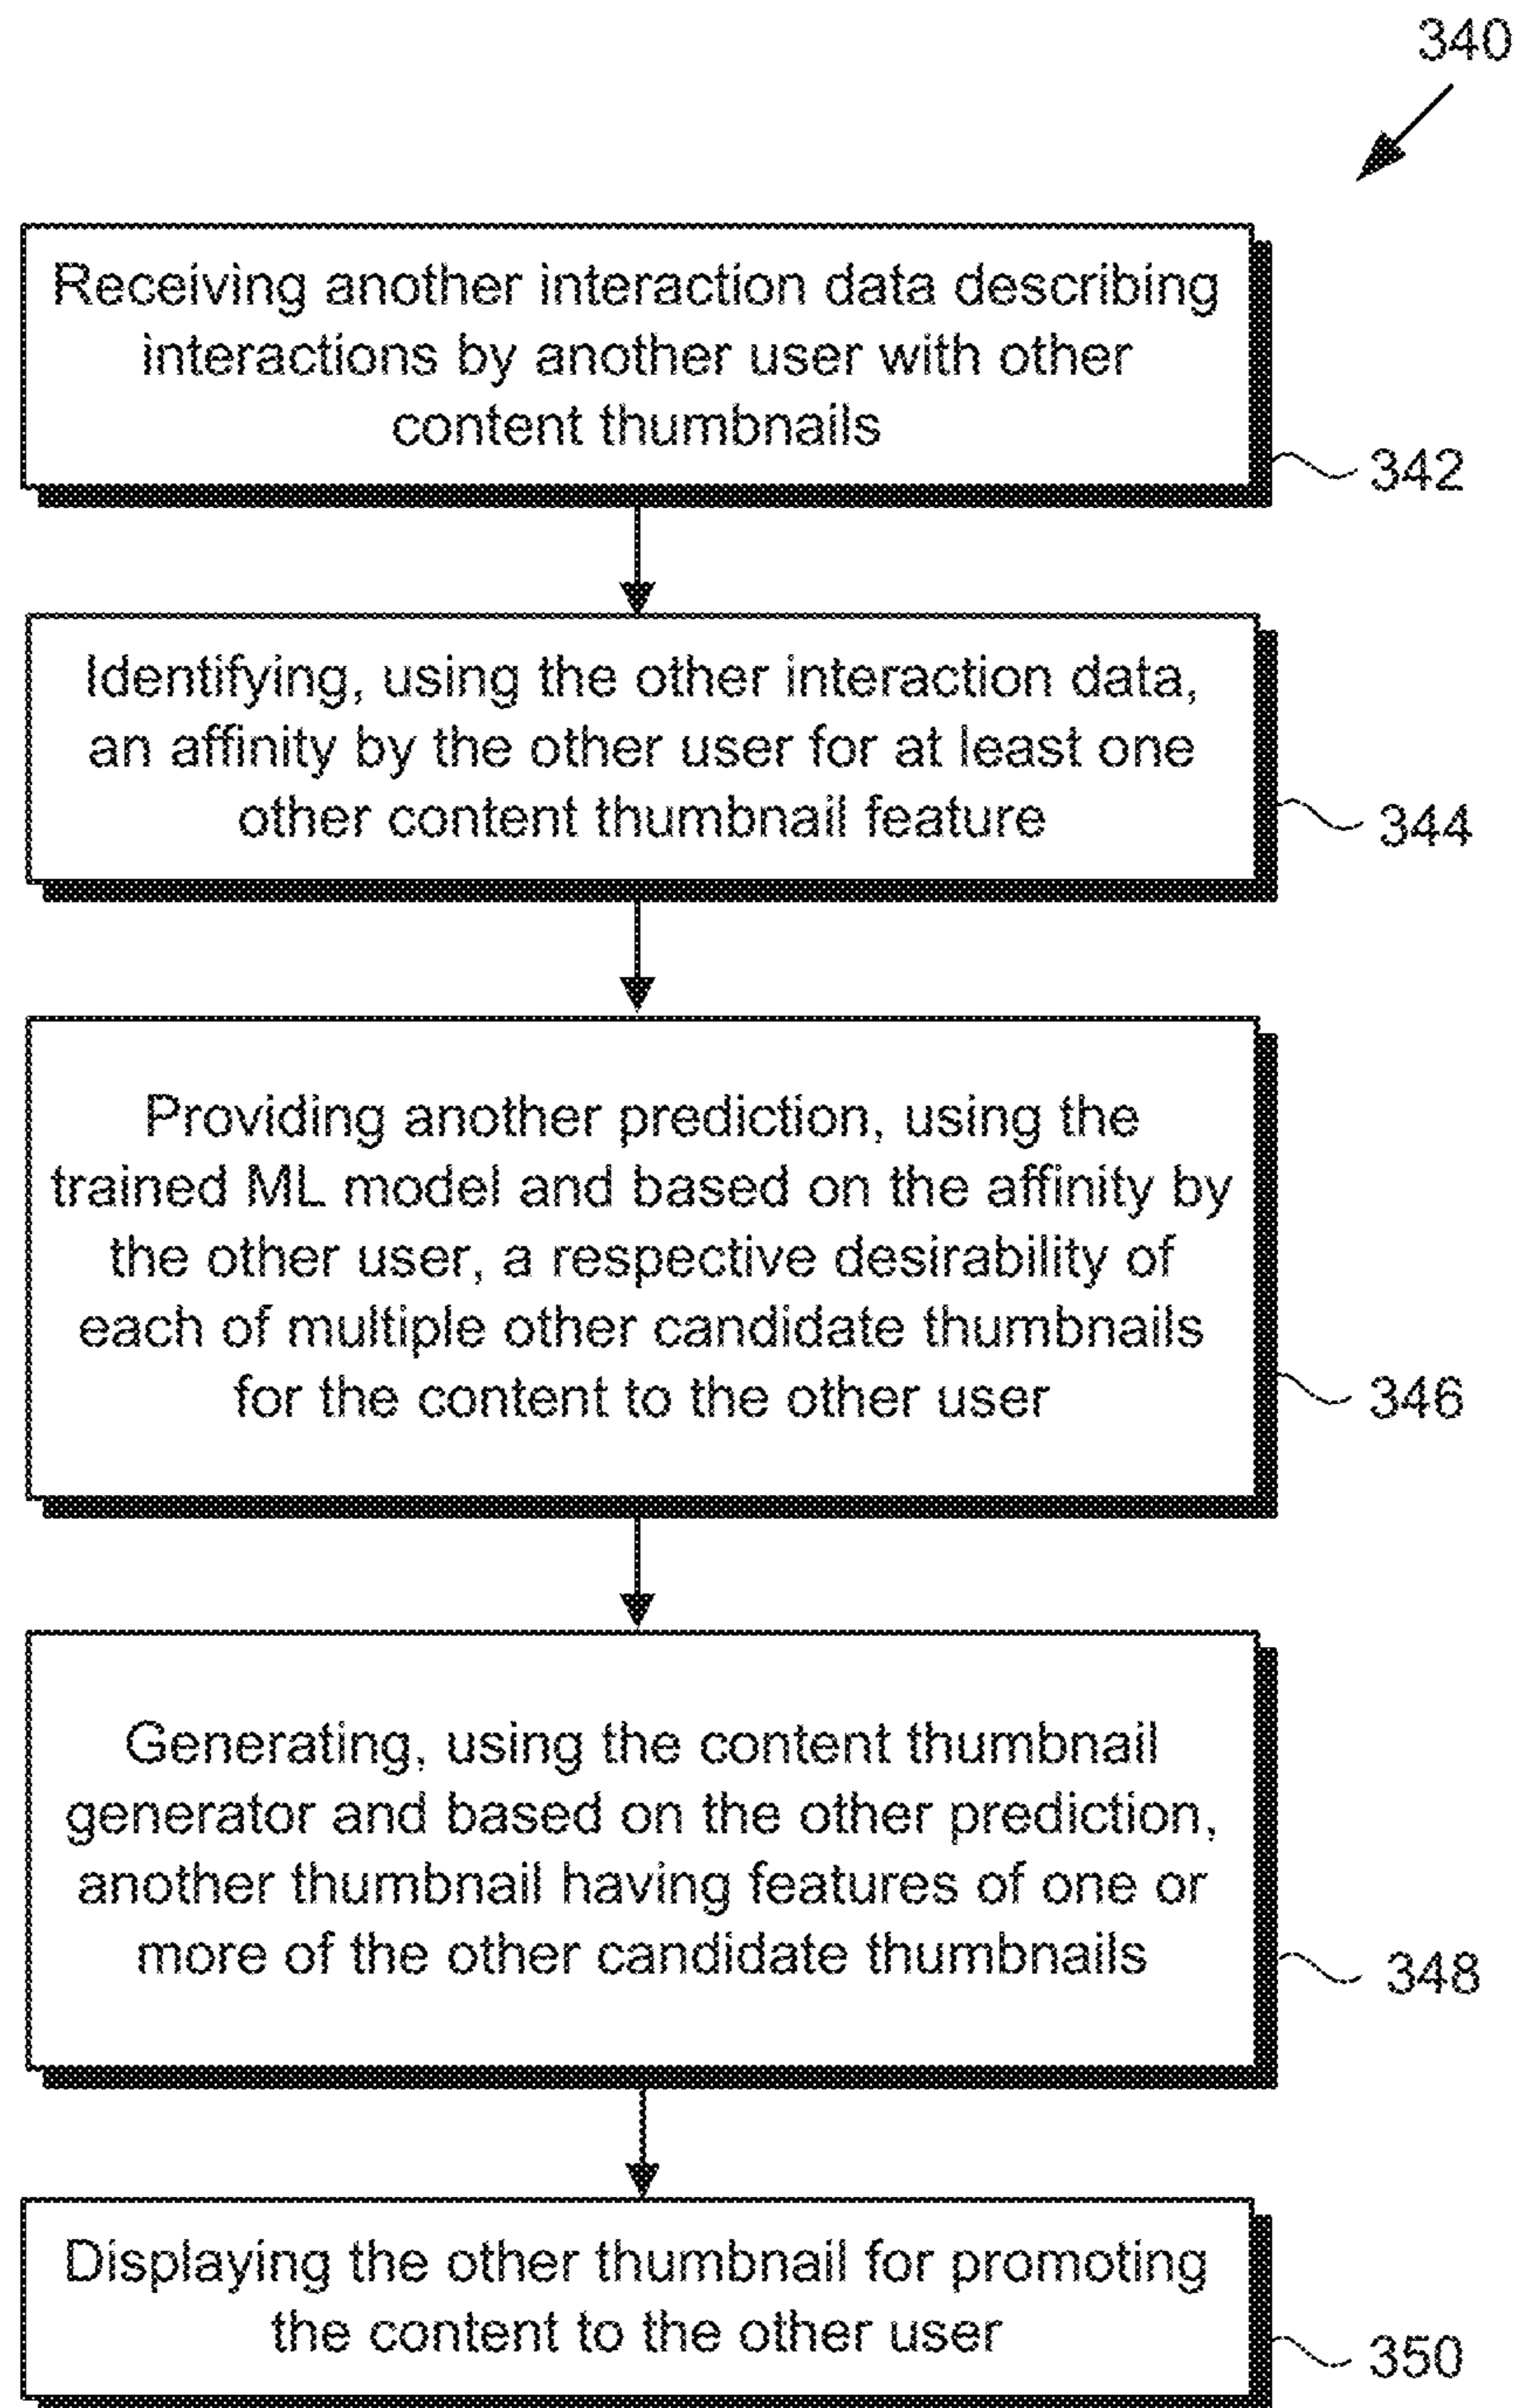 340
Receiving another interaction data describing
interactions by another user with other
content thumbnails
342
Identifying, using the other interaction data,
an affinity by the other user for at least one
other content thumbnail feature
344
Providing another prediction, using the
trained ML model and based on the affinity by
the other user, a respective desirability of
each of multiple other candidate thumbnails
for the content to the other user
346
Generating, using the content thumbnail
generator and based on the other prediction,
another thumbnail having features of one or
more of the other candidate thumbnails
348
Displaying the other thumbnail for promoting
the content to the other user
350